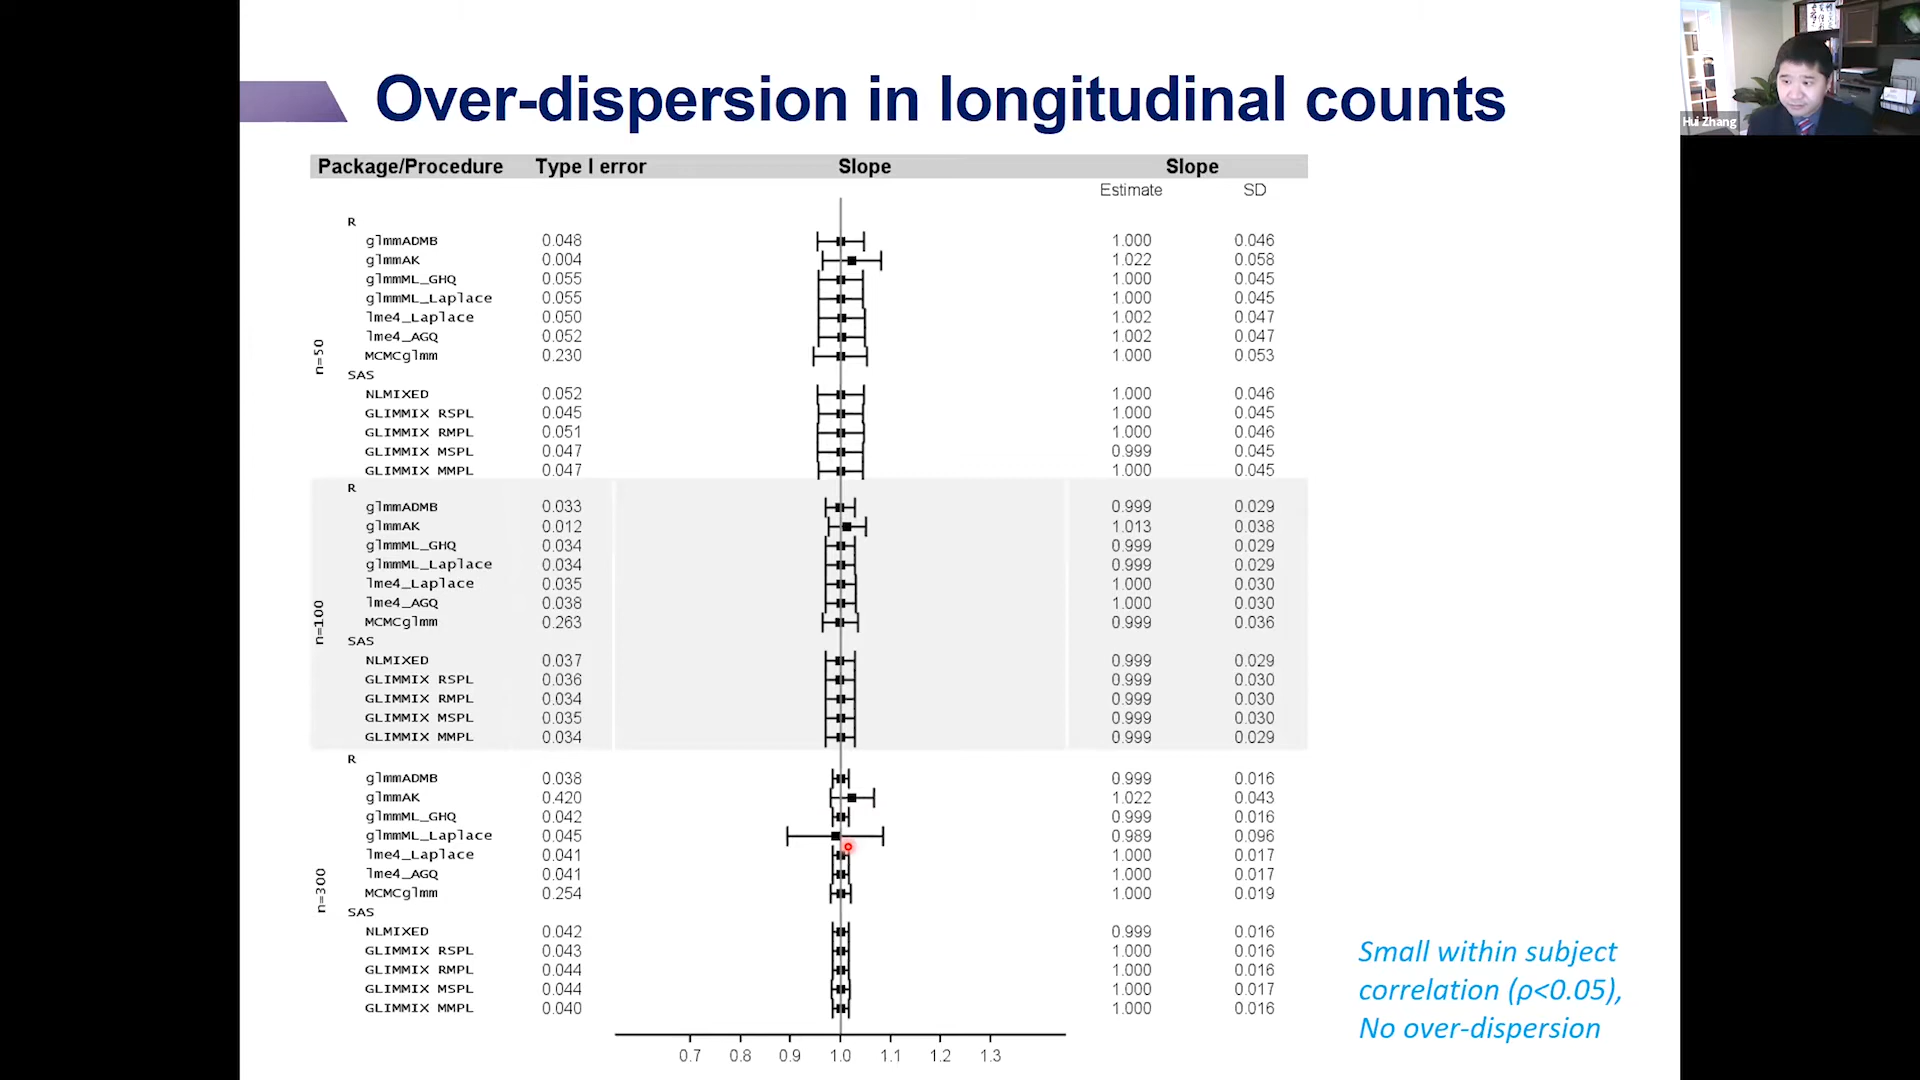 Over-dispersion in longitudinal counts
Hui Zhang
Package/Procedure Type I error Slope Slope
Estimate SD
n=50
R
glmmADMB 0.048 1.000 0.046
glmmAK 0.004 1.022 0.058
glmmML_GHQ 0.055 1.000 0.045
glmmML_Laplace 0.055 1.000 0.045
lme4_Laplace 0.050 1.002 0.047
lme4_AGQ 0.052 1.002 0.047
MCMCglmm 0.230 1.000 0.053
SAS
NLMIXED 0.052 1.000 0.046
GLIMMIX RSPL 0.045 1.000 0.045
GLIMMIX RMPL 0.051 1.000 0.046
GLIMMIX MSPL 0.047 0.999 0.045
GLIMMIX MMPL 0.047 1.000 0.045
n=100
R
glmmADMB 0.033 0.999 0.029
glmmAK 0.012 1.013 0.038
glmmML_GHQ 0.034 0.999 0.029
glmmML_Laplace 0.034 0.999 0.029
lme4_Laplace 0.035 1.000 0.030
lme4_AGQ 0.038 1.000 0.030
MCMCglmm 0.263 0.999 0.036
SAS
NLMIXED 0.037 0.999 0.029
GLIMMIX RSPL 0.036 0.999 0.030
GLIMMIX RMPL 0.034 0.999 0.030
GLIMMIX MSPL 0.035 0.999 0.030
GLIMMIX MMPL 0.034 0.999 0.029
n=300
R
glmmADMB 0.038 0.999 0.016
glmmAK 0.420 1.022 0.043
glmmML_GHQ 0.042 0.999 0.016
glmmML_Laplace 0.045 0.989 0.096
lme4_Laplace 0.041 1.000 0.017
lme4_AGQ 0.041 1.000 0.017
MCMCglmm 0.254 1.000 0.019
SAS
NLMIXED 0.042 0.999 0.016
GLIMMIX RSPL 0.043 1.000 0.016
GLIMMIX RMPL 0.044 1.000 0.016
GLIMMIX MSPL 0.044 1.000 0.017
GLIMMIX MMPL 0.040 1.000 0.016
0.7 0.8 0.9 1.0 1.1 1.2 1.3
Small within subject
correlation (ρ<0.05),
No over-dispersion